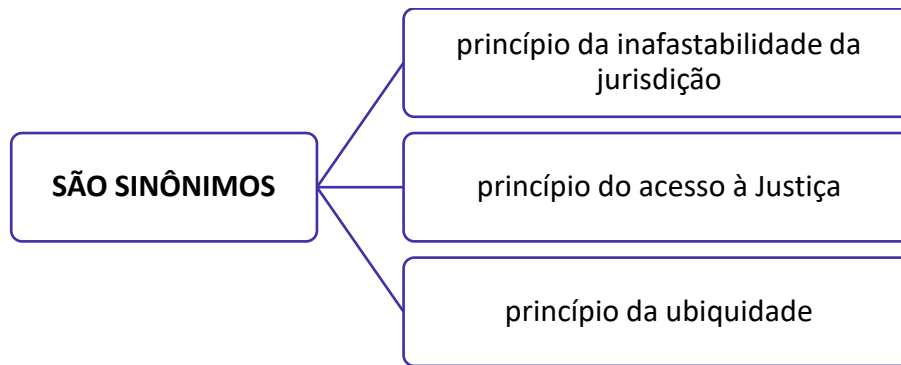 princípio da inafastabilidade da
jurisdição
SÃO SINÔNIMOS
princípio do acesso à Justiça
princípio da ubiquidade